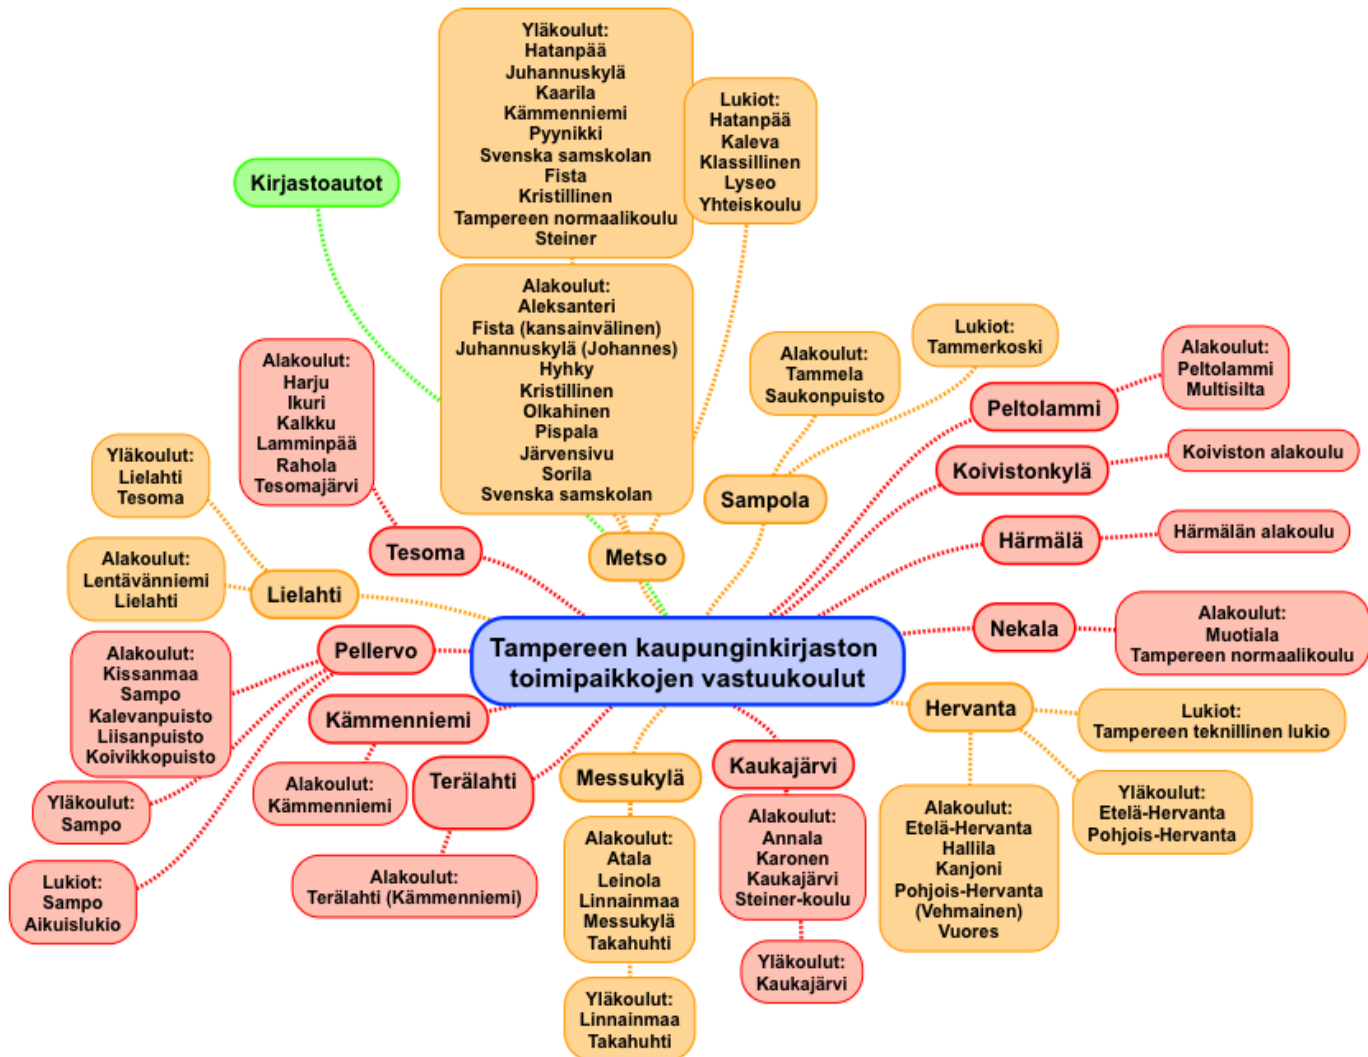 Yläkoulut:
Hatanpää
Juhannuskylä
Kaarila
Kämmenniemi
Pyynikki
Svenska samskolan
Fista
Kristillinen
Tampereen normaalikoulu
Steiner
Lukiot:
Hatanpää
Kaleva
Klassillinen
Lyseo
Yhteiskoulu
Kirjastoautot
Alakoulut:
Aleksanteri
Fista (kansainvälinen)
Juhannuskylä (Johannes)
Hyhky
Kristillinen
Olkahinen
Pispala
Järvensivu
Sorila
Svenska samskolan
Alakoulut:
Harju
Ikuri
Kalkku
Lamminpää
Rahola
Tesomajärvi
Alakoulut:
Tammela
Saukonpuisto
Lukiot:
Tammerkoski
Alakoulut:
Peltolammi
Multisilta
Peltolammi
Koivistonkylä
Koiviston alakoulu
Yläkoulut:
Lielahti
Tesoma
Sampola
Härmälä
Härmälän alakoulu
Tesoma
Metso
Alakoulut:
Lentävänniemi
Lielahti
Lielahti
Nekala
Alakoulut:
Muotiala
Tampereen normaalikoulu
Tampereen kaupunginkirjaston
toimipaikkojen vastuukoulut
Pellervo
Alakoulut:
Kissanmaa
Sampo
Kalevanpuisto
Liisanpuisto
Koivikkopuisto
Kämmenniemi
Hervanta
Lukiot:
Tampereen teknillinen lukio
Alakoulut:
Kämmenniemi
Terälahti
Messukylä
Kaukajärvi
Yläkoulut:
Sampo
Yläkoulut:
Etelä-Hervanta
Pohjois-Hervanta
Alakoulut:
Etelä-Hervanta
Hallila
Kanjoni
Pohjois-Hervanta
(Vehmainen)
Vuores
Alakoulut:
Annala
Karonen
Kaukajärvi
Steiner-koulu
Alakoulut:
Atala
Leinola
Linnainmaa
Messukylä
Takahuhti
Alakoulut:
Terälahti (Kämmenniemi)
Lukiot:
Sampo
Aikuislukio
Yläkoulut:
Kaukajärvi
Yläkoulut:
Linnainmaa
Takahuhti